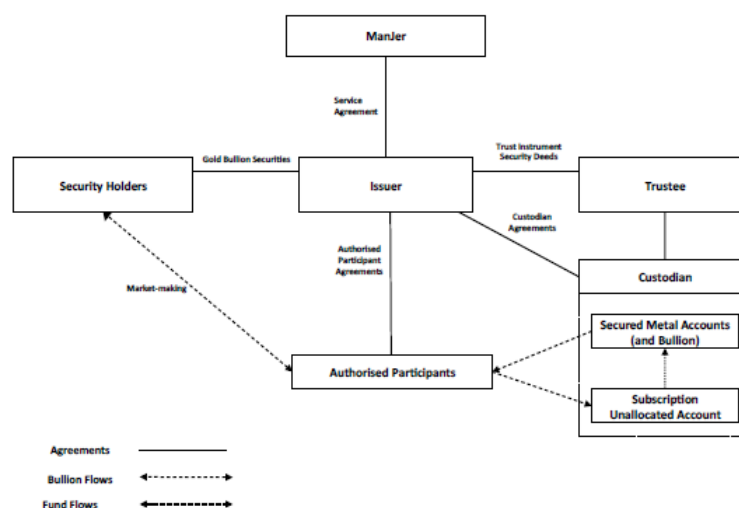 ManJer
Service
Agreement
Gold Bullion Securities
Trust Instrument
Security Deeds
Security Holders
Issuer
Trustee
Custodian
Agreements
Authorised
Participant
Agreements
Market-making
Custodian
Secured Metal Accounts
(and Bullion)
Authorised Participants
Subscription
Unallocated Account
Agreements
Bullion Flows
Fund Flows